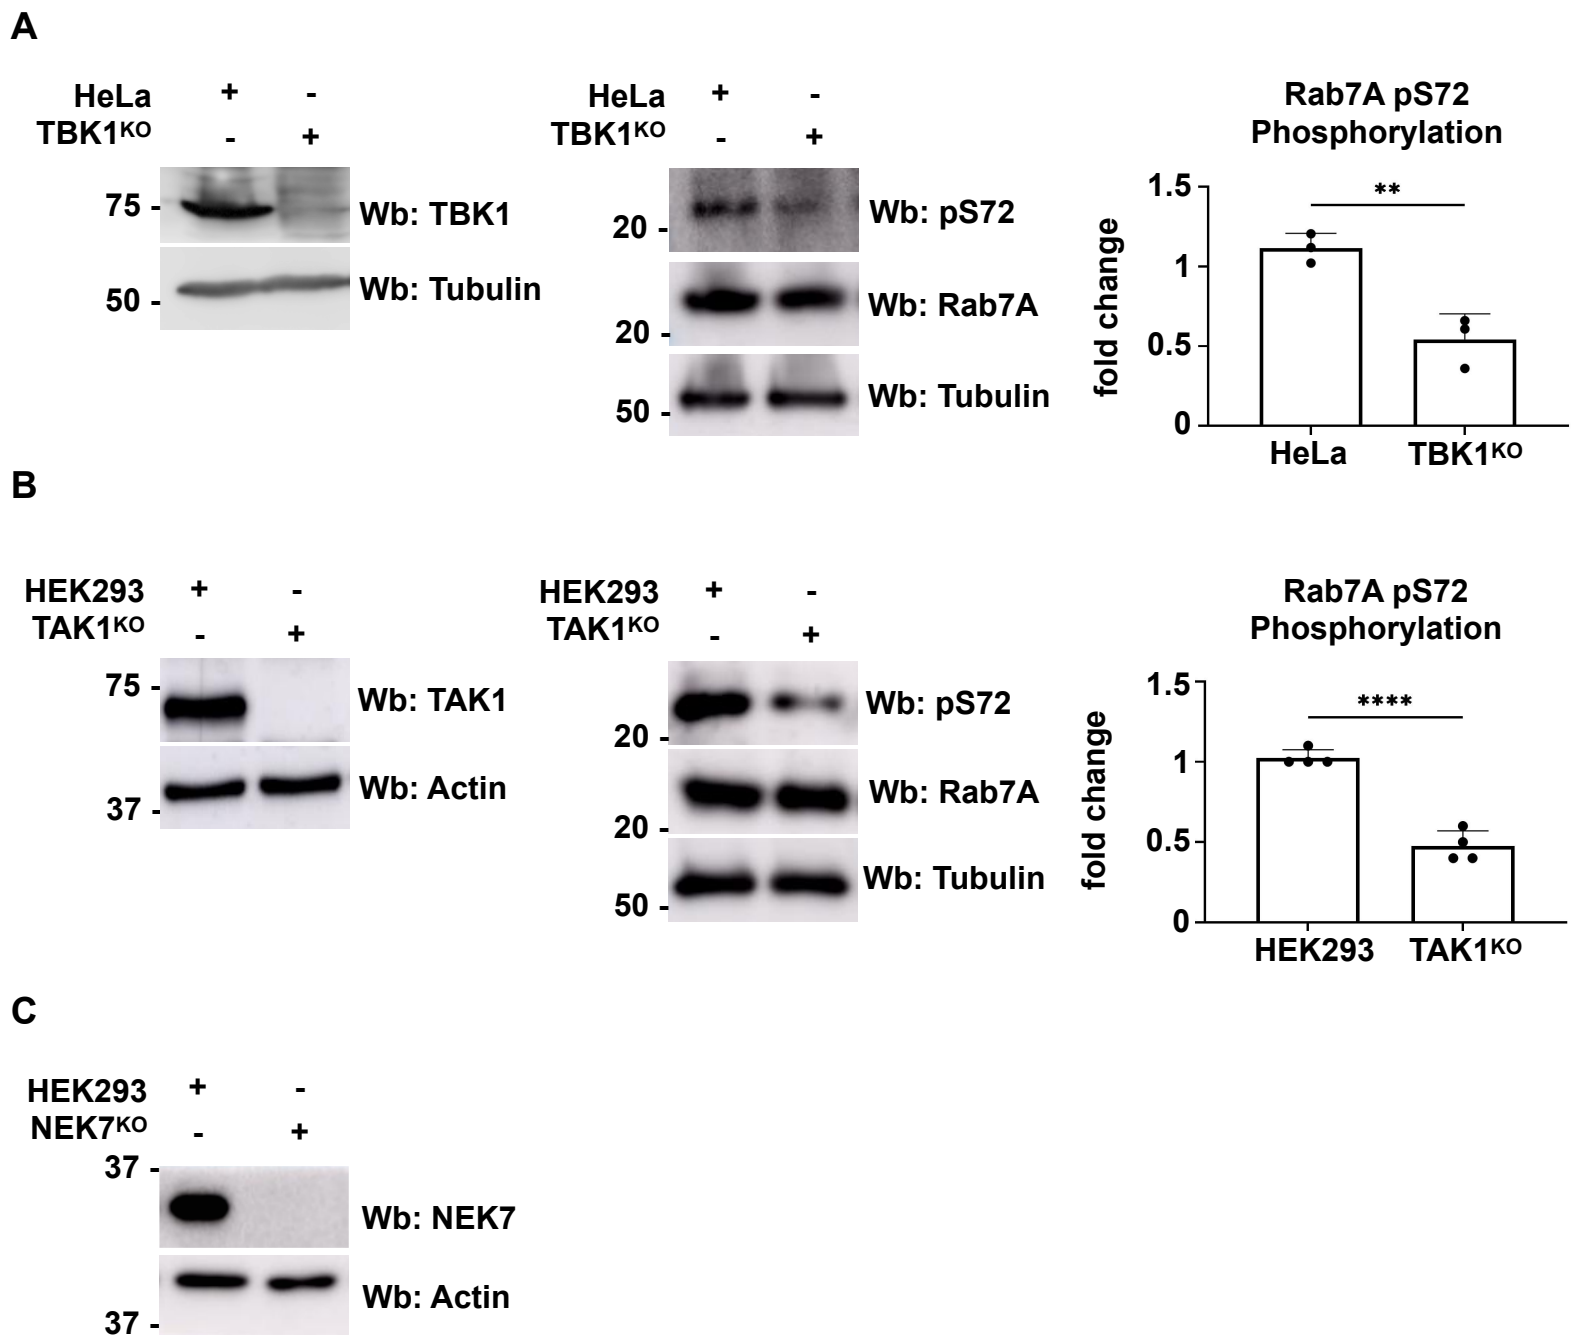 A
HeLa + -
TBK1KO - +
75 - Wb: TBK1
50 - Wb: Tubulin
HeLa + -
TBK1KO - +
20 - Wb: pS72
20 - Wb: Rab7A
50 - Wb: Tubulin
Rab7A pS72
Phosphorylation
fold change
1.5
1
0.5
0
**
HeLa TBK1KO
B
HEK293 + -
TAK1KO - +
75 - Wb: TAK1
37 - Wb: Actin
HEK293 + -
TAK1KO - +
20 - Wb: pS72
20 - Wb: Rab7A
50 - Wb: Tubulin
Rab7A pS72
Phosphorylation
fold change
1.5
1
0.5
0
****
HEK293 TAK1KO
C
HEK293 + -
NEK7KO - +
37 -
Wb: NEK7
Wb: Actin
37 -